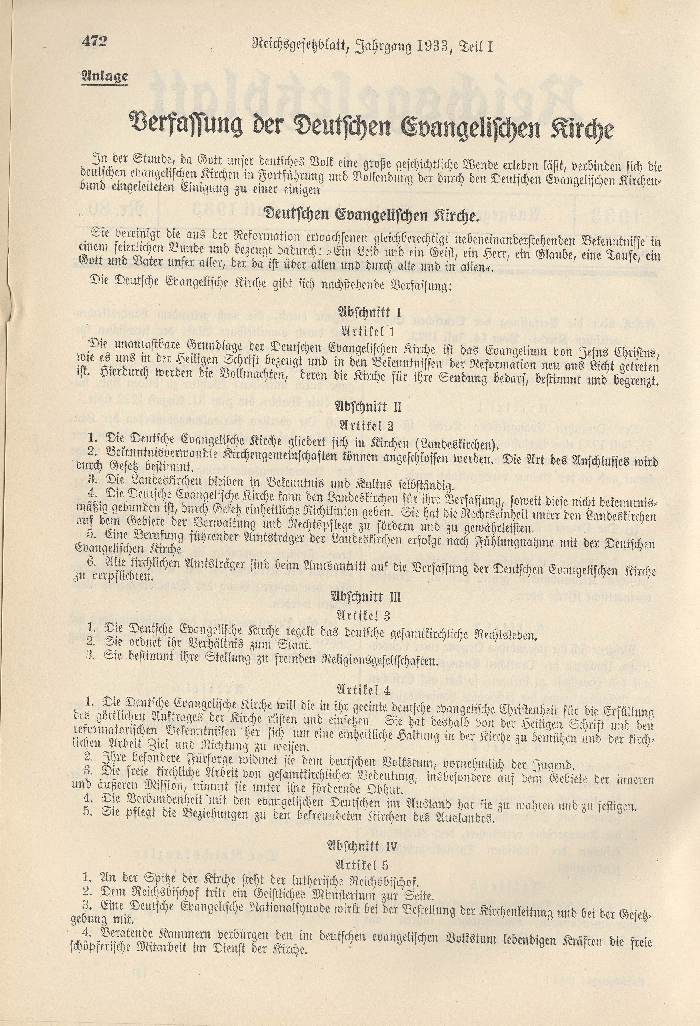 472
Reichsgesetzblatt, Jahrgang 1933, Teil I
Anlage
Verfassung der Deutschen Evangelischen Kirche
In der Stunde, da Gott unser deutsches Volk eine große geschichtliche Wende erleben läßt, verbinden sich die
deutschen evangelischen Kirchen in Fortführung und Vollendung der durch den Deutschen Evangelischen Kirchen-
bund eingeleiteten Einigung zu einer einigen
Deutschen Evangelischen Kirche.
Sie vereinigt die aus der Reformation erwachsenen gleichberechtigt nebeneinanderstehenden Bekenntnisse in
einem feierlichen Bunde und bezeugt dadurch: »Ein Leib und ein Geist, ein Herr, ein Glaube, eine Taufe, ein
Gott und Vater unser aller, der da ist über allen und durch alle und in allen«.
Die Deutsche Evangelische Kirche gibt sich nachstehende Verfassung:
Abschnitt I
Artikel 1
Die unantastbare Grundlage der Deutschen Evangelischen Kirche ist das Evangelium von Jesus Christus,
wie es uns in der Heiligen Schrift bezeugt und in den Bekenntnissen der Reformation neu ans Licht getreten
ist. Hierdurch werden die Vollmachten, deren die Kirche für ihre Sendung bedarf, bestimmt und begrenzt.
Abschnitt II
Artikel 2
1. Die Deutsche Evangelische Kirche gliedert sich in Kirchen (Landeskirchen).
2. Bekenntnisverwandte Kirchengemeinschaften können angeschlossen werden. Die Art des Anschlusses wird
durch Gesetz bestimmt.
3. Die Landeskirchen bleiben in Bekenntnis und Kultus selbständig.
4. Die Deutsche Evangelische Kirche kann den Landeskirchen für ihre Verfassung, soweit diese nicht bekenntnis-
mäßig gebunden ist, durch Gesetz einheitliche Richtlinien geben. Sie hat die Rechtseinheit unter den Landeskirchen
auf dem Gebiete der Verwaltung und Rechtspflege zu fördern und zu gewährleisten.
5. Eine Berufung führender Amtsträger der Landeskirchen erfolgt nach Fühlungnahme mit der Deutschen
Evangelischen Kirche
6. Alle kirchlichen Amtsträger sind beim Amtsantritt auf die Verfassung der Deutschen Evangelischen Kirche
zu verpflichten.
Abschnitt III
Artikel 3
1. Die Deutsche Evangelische Kirche regelt das deutsche gesamtkirchliche Rechtsleben.
2. Sie ordnet ihr Verhältnis zum Staat.
3. Sie bestimmt ihre Stellung zu fremden Religionsgesellschaften.
Artikel 4
1. Die Deutsche Evangelische Kirche will die in ihr geeinte deutsche evangelische Christenheit für die Erfüllung
des göttlichen Auftrages der Kirche rüsten und einsetzen. Sie hat deshalb von der Heiligen Schrift und den
reformatorischen Bekenntnissen her sich um eine einheitliche Haltung in der Kirche zu bemühen und der kirch-
lichen Arbeit Ziel und Richtung zu weisen.
2. Ihre besondere Fürsorge widmet sie dem deutschen Volkstum, vornehmlich der Jugend.
3. Die freie kirchliche Arbeit von gesamtkirchlicher Bedeutung, insbesondere auf dem Gebiete der inneren
und äußeren Mission, nimmt sie unter ihre fördernde Obhut.
4. Die Verbundenheit mit den evangelischen Deutschen im Ausland hat sie zu wahren und zu festigen.
5. Sie pflegt die Beziehungen zu den befreundeten Kirchen des Auslandes.
Abschnitt IV
Artikel 5
1. An der Spitze der Kirche steht der lutherische Reichsbischof.
2. Dem Reichsbischof tritt ein Geistliches Ministerium zur Seite.
3. Eine Deutsche Evangelische Nationalsynode wirkt bei der Bestellung der Kirchenleitung und bei der Gesetz-
gebung mit.
4. Beratende Kammern verbürgen den im deutschen evangelischen Volkstum lebendigen Kräften die freie
schöpferische Mitarbeit im Dienst der Kirche.